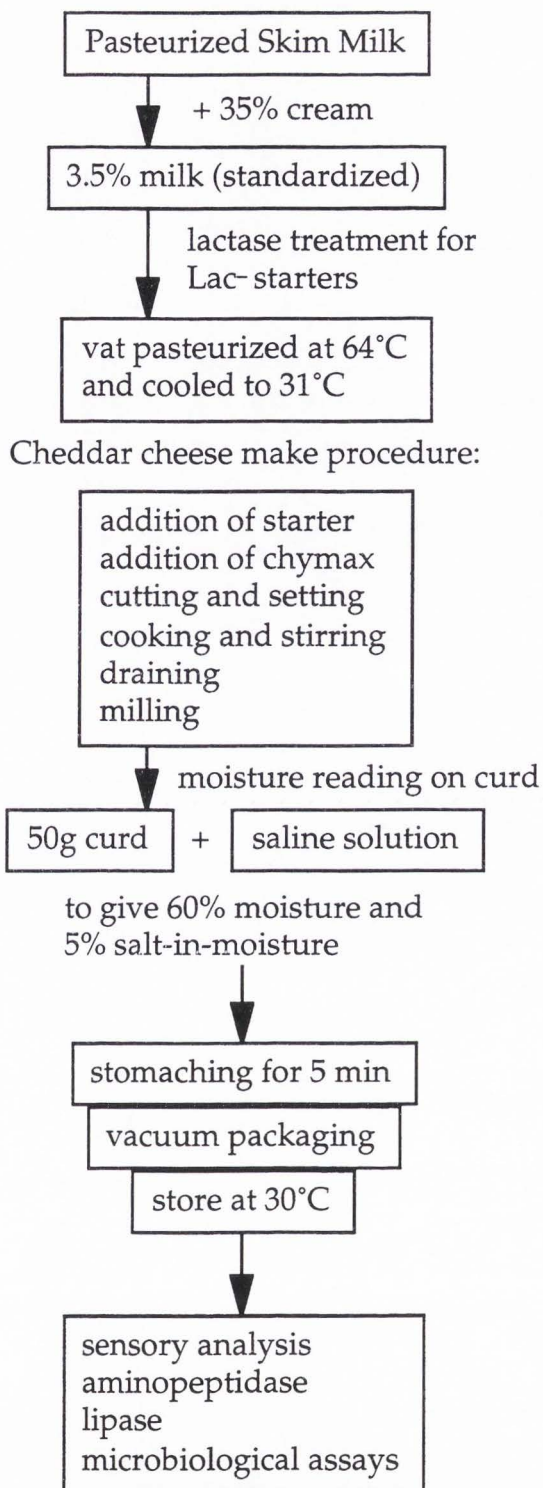 Pasteurized Skim Milk
+ 35% cream
3.5% milk (standardized)
lactase treatment for
Lac- starters
vat pasteurized at 64°C
and cooled to 31°C
Cheddar cheese make procedure:
addition of starter
addition of chymax
cutting and setting
cooking and stirring
draining
milling
moisture reading on curd
50g curd + saline solution
to give 60% moisture and
5% salt-in-moisture
stomaching for 5 min
vacuum packaging
store at 30°C
sensory analysis
aminopeptidase
lipase
microbiological assays